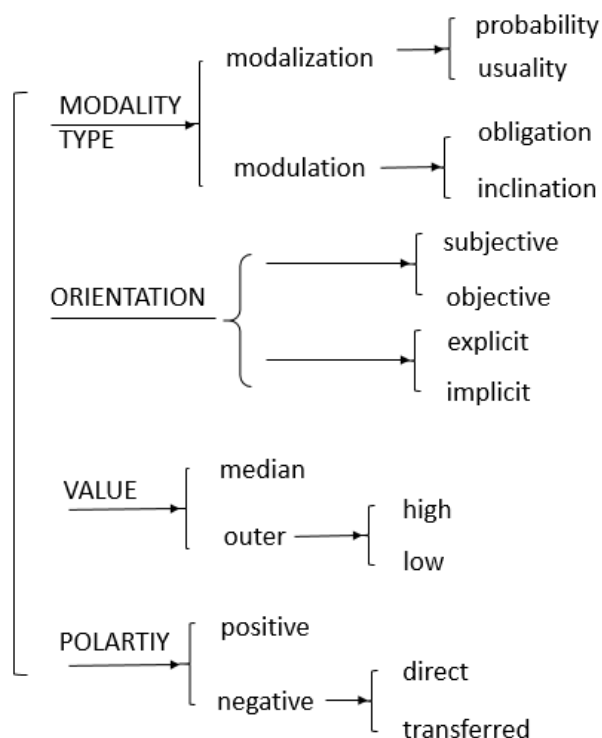 probability
modalization
usuality
MODALITY
TYPE
obligation
modulation
inclination
subjective
ORIENTATION
objective
explicit
implicit
median
VALUE
high
outer
low
positive
POLARTIY
direct
negative
transferred